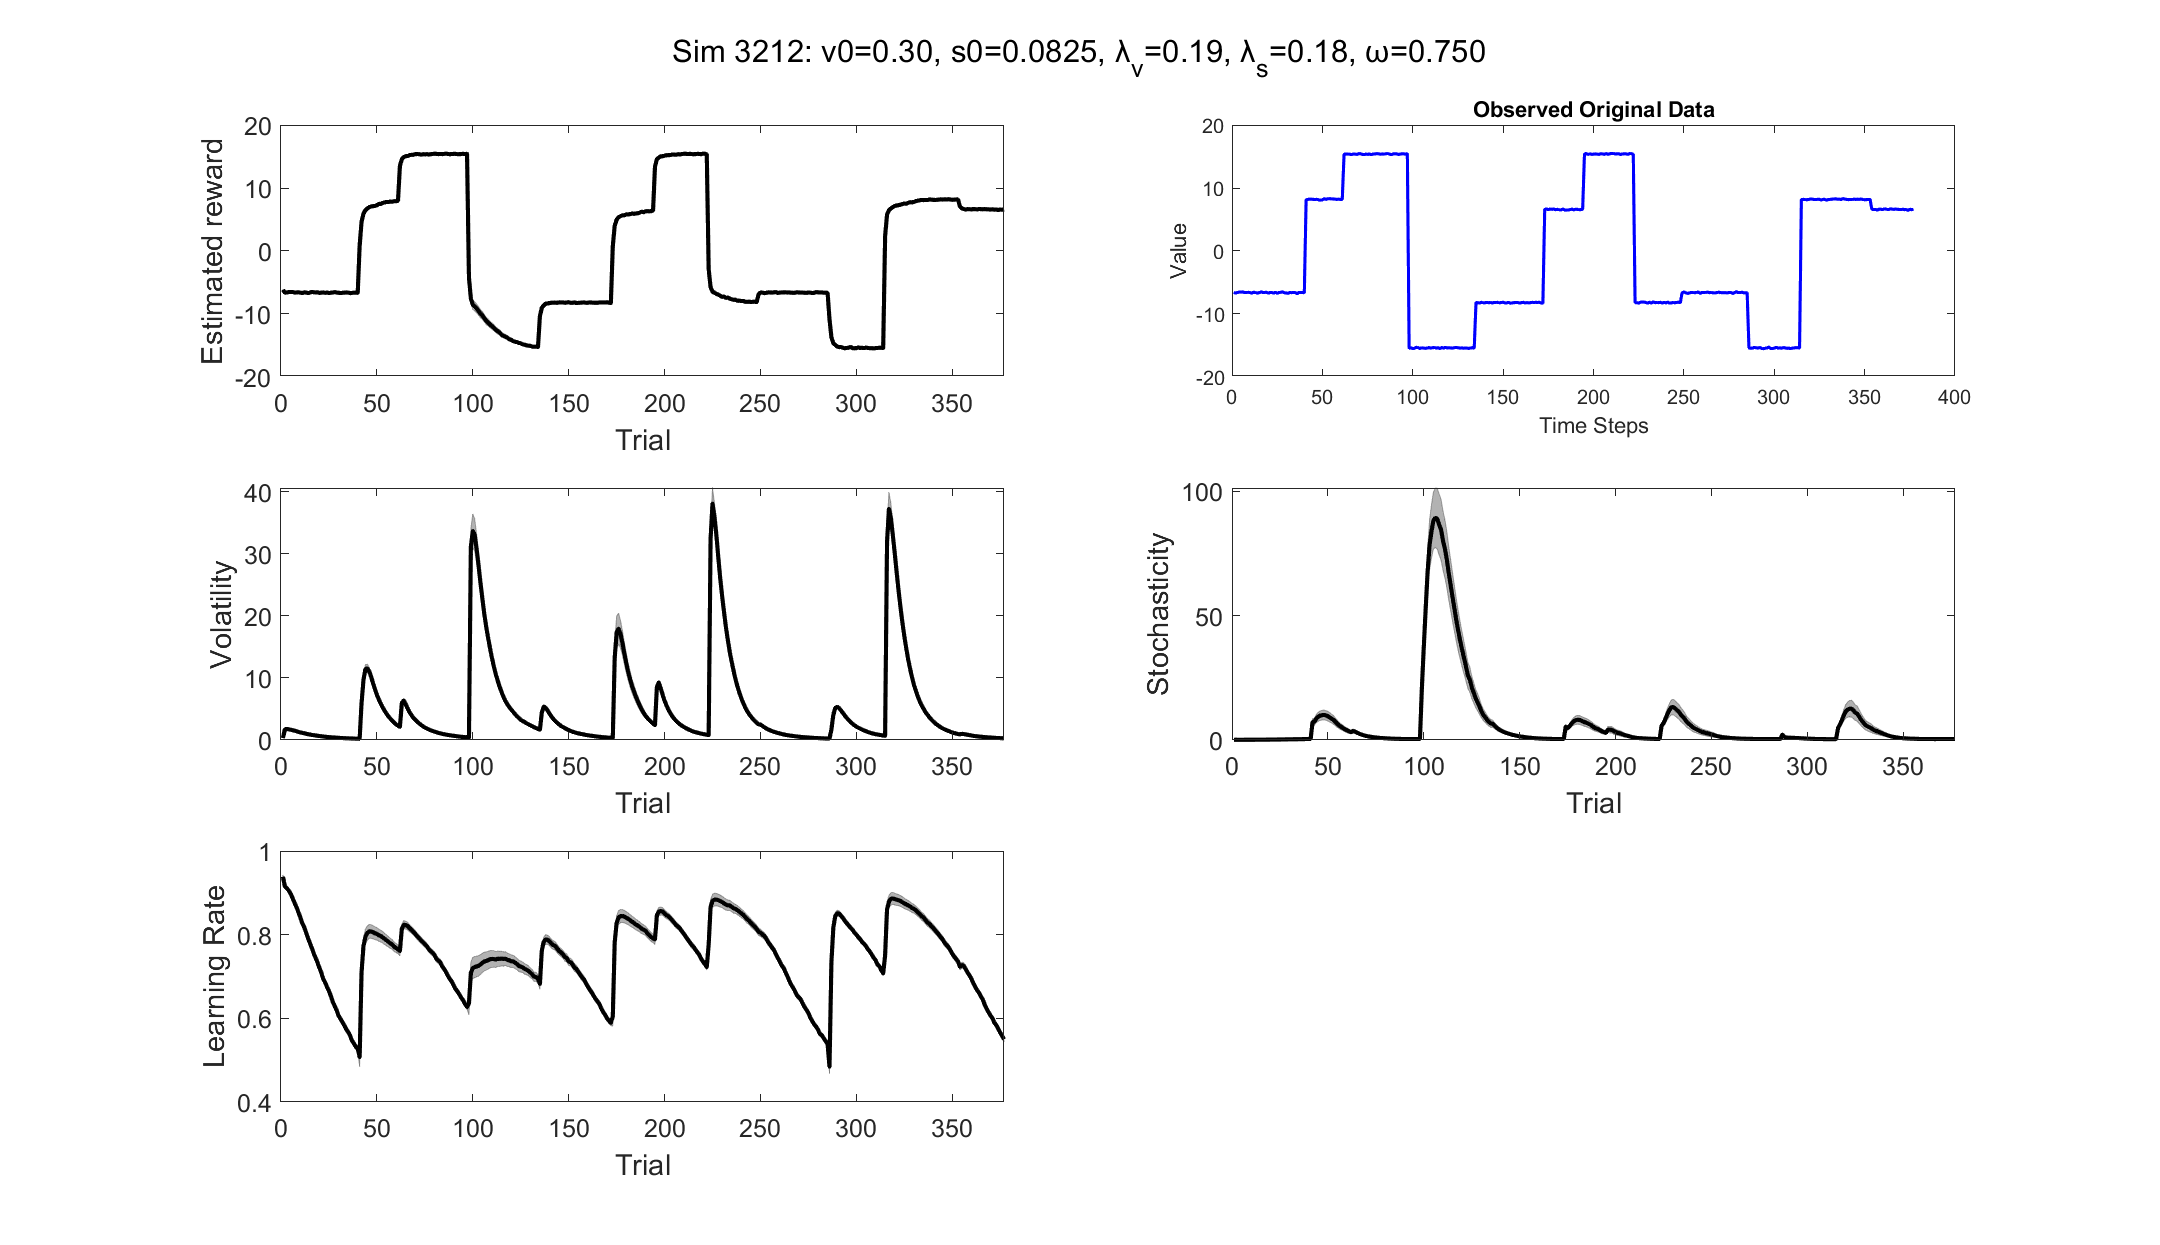 Sim 3212: v0=0.30, s0=0.0825, λ_v=0.19, λ_s=0.18, ω=0.750
Estimated reward
20
10
0
-10
-20
0 50 100 150 200 250 300 350
Trial
Observed Original Data
Value
20
10
0
-10
-20
0 50 100 150 200 250 300 350 400
Time Steps
Volatility
40
30
20
10
0
0 50 100 150 200 250 300 350
Trial
Stochasticity
100
50
0
0 50 100 150 200 250 300 350
Trial
Learning Rate
1
0.8
0.6
0.4
0 50 100 150 200 250 300 350
Trial